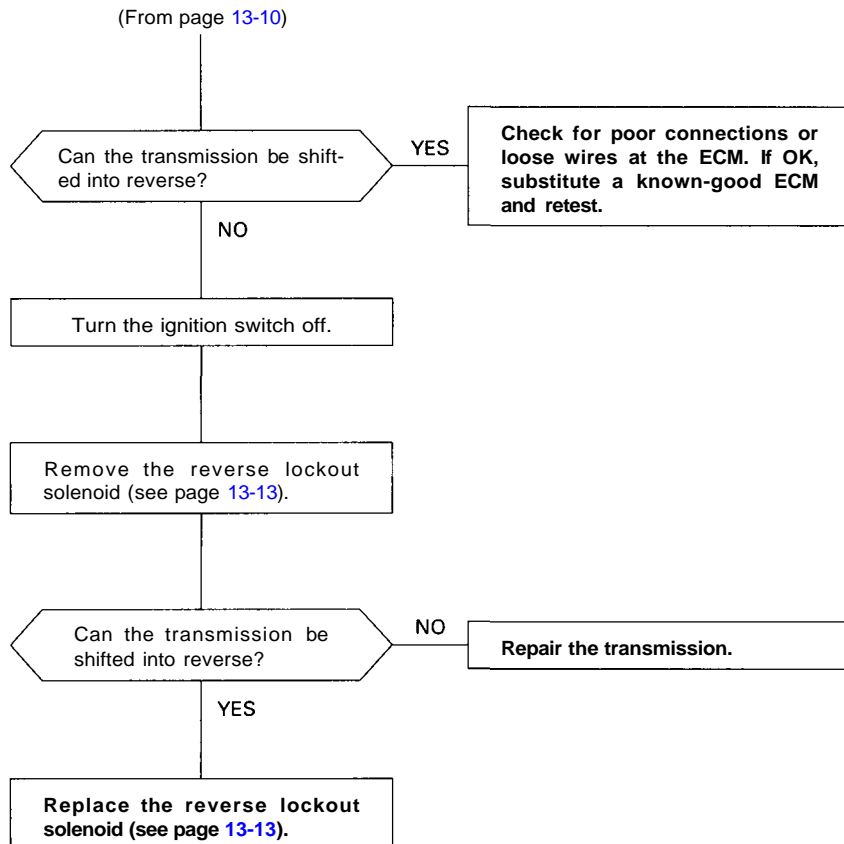 (From page 13-10)
Can the transmission be shift-
ed into reverse?
YES
Check for poor connections or
loose wires at the ECM. If OK,
substitute a known-good ECM
and retest.
NO
Turn the ignition switch off.
Remove the reverse lockout
solenoid (see page 13-13).
Can the transmission be
shifted into reverse?
NO
Repair the transmission.
YES
Replace the reverse lockout
solenoid (see page 13-13).